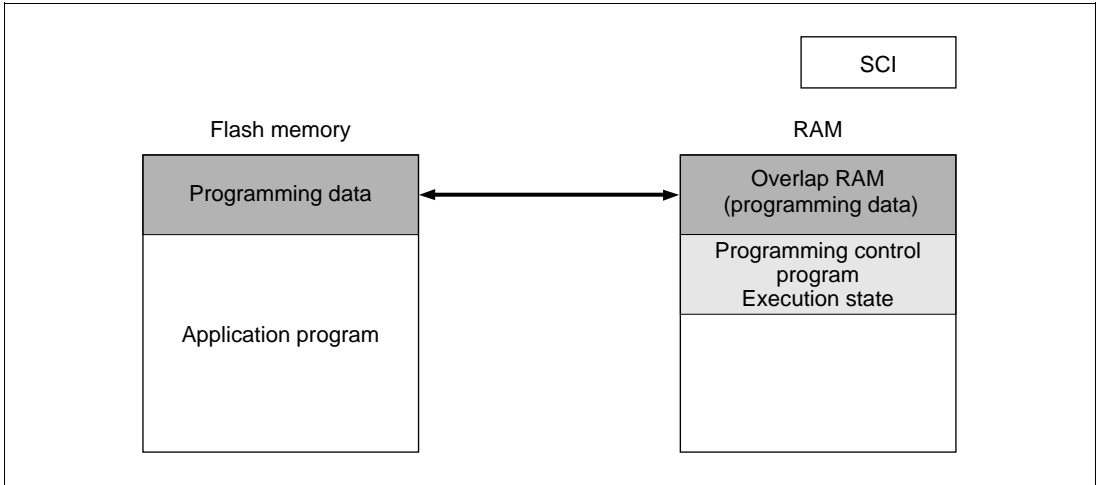 SCI
Flash memory
RAM
Programming data
Overlap RAM
(programming data)
Programming control
program
Execution state
Application program